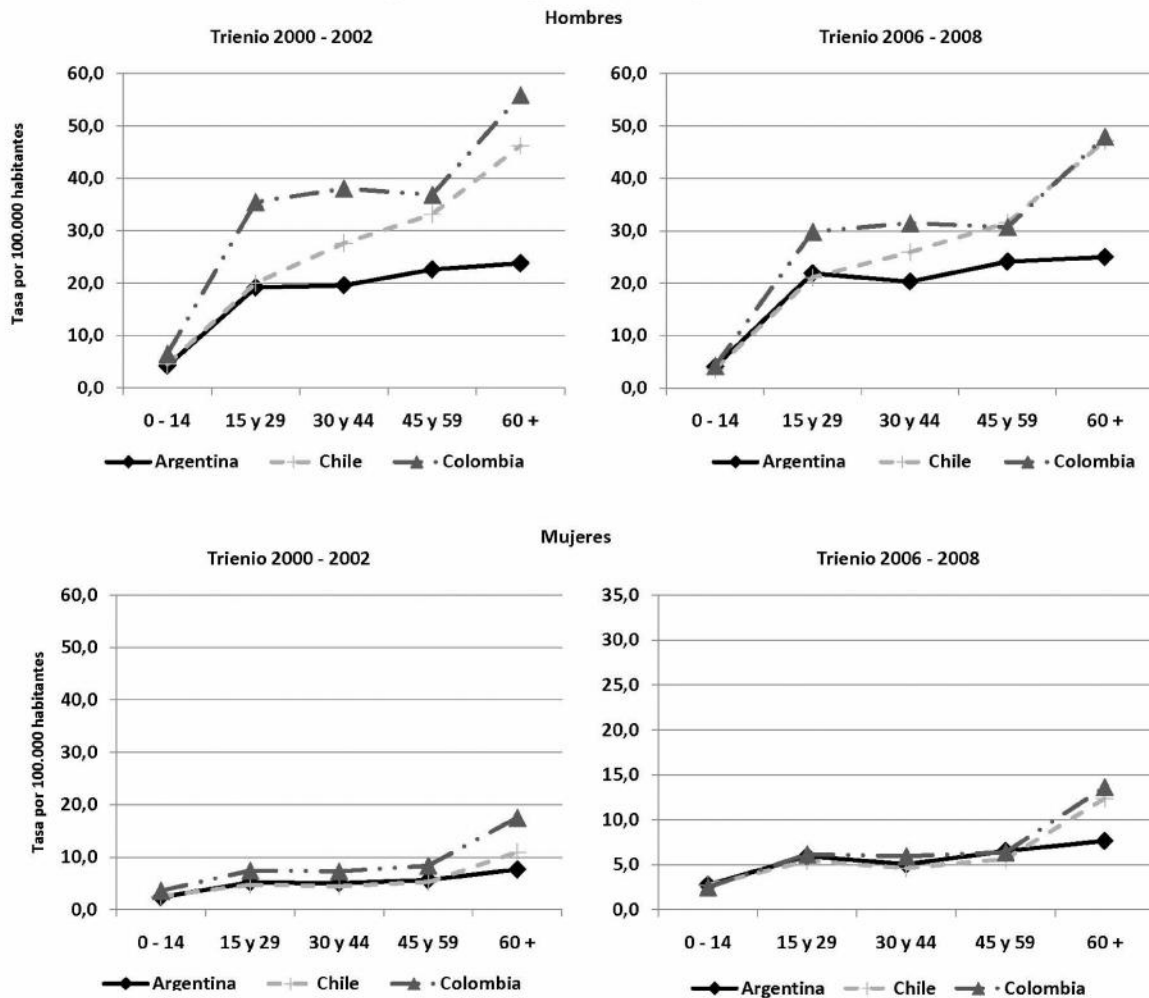 Hombres
Trienio 2000 - 2002
Trienio 2006 - 2008
Tasa por 100.000 habitantes
60,0
50,0
40,0
30,0
20,0
10,0
0,0
0 - 14 15 y 29 30 y 44 45 y 59 60 +
Argentina Chile Colombia
60,0
50,0
40,0
30,0
20,0
10,0
0,0
0 - 14 15 y 29 30 y 44 45 y 59 60 +
Argentina Chile Colombia
Mujeres
Trienio 2000 - 2002
Trienio 2006 - 2008
Tasa por 100.000 habitantes
60,0
50,0
40,0
30,0
20,0
10,0
0,0
0 - 14 15 y 29 30 y 44 45 y 59 60 +
Argentina Chile Colombia
35,0
30,0
25,0
20,0
15,0
10,0
5,0
0,0
0 - 14 15 y 29 30 y 44 45 y 59 60 +
Argentina Chile Colombia